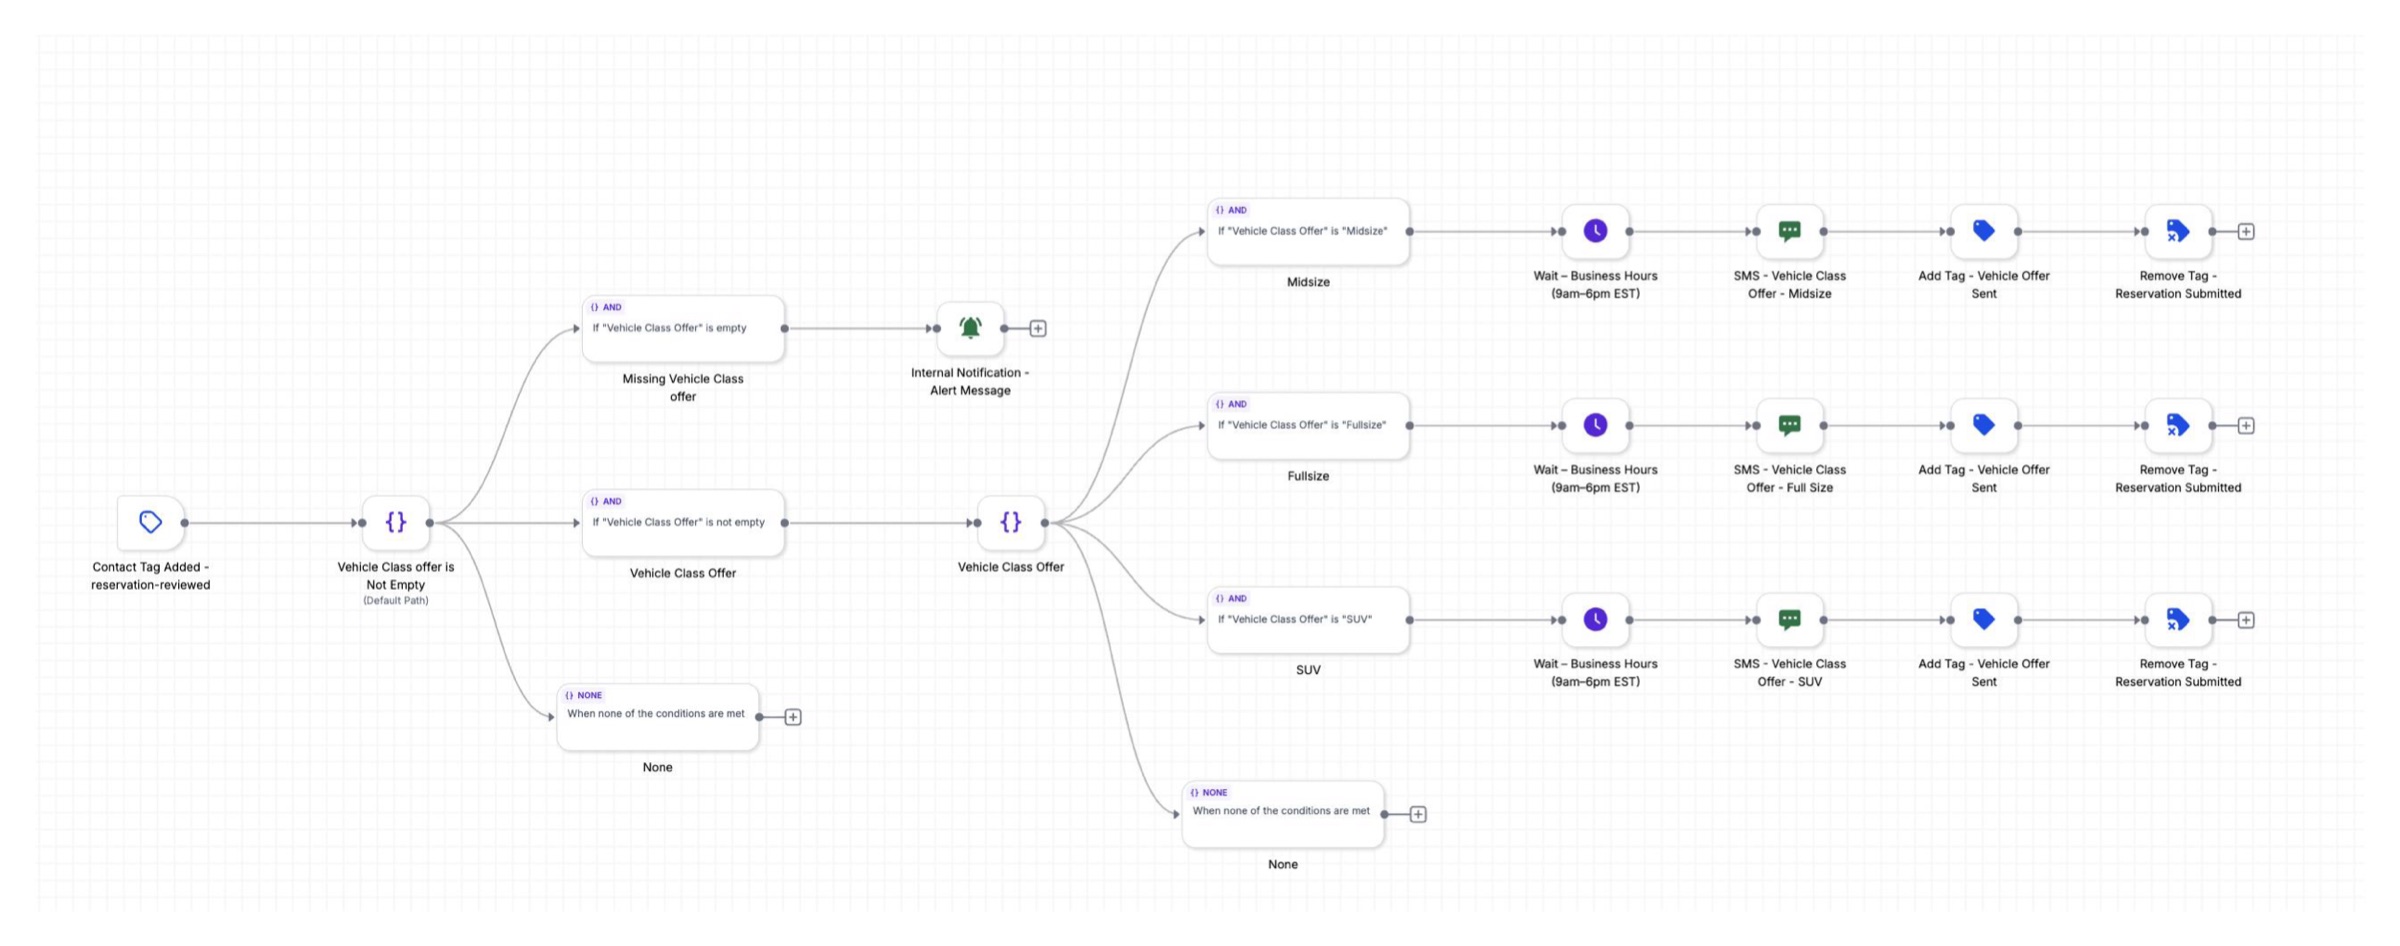 Contact Tag Added -
reservation-reviewed
Vehicle Class offer is
Not Empty
(Default Path)
{} AND
If "Vehicle Class Offer" is empty
Missing Vehicle Class
offer
Internal Notification -
Alert Message
{} AND
If "Vehicle Class Offer" is not empty
Vehicle Class Offer
{} NONE
When none of the conditions are met
None
Vehicle Class Offer
{} AND
If "Vehicle Class Offer" is "Midsize"
Midsize
Wait – Business Hours
(9am–6pm EST)
SMS - Vehicle Class
Offer - Midsize
Add Tag - Vehicle Offer
Sent
Remove Tag -
Reservation Submitted
{} AND
If "Vehicle Class Offer" is "Fullsize"
Fullsize
Wait – Business Hours
(9am–6pm EST)
SMS - Vehicle Class
Offer - Full Size
Add Tag - Vehicle Offer
Sent
Remove Tag -
Reservation Submitted
{} AND
If "Vehicle Class Offer" is "SUV"
SUV
Wait – Business Hours
(9am–6pm EST)
SMS - Vehicle Class
Offer - SUV
Add Tag - Vehicle Offer
Sent
Remove Tag -
Reservation Submitted
{} NONE
When none of the conditions are met
None